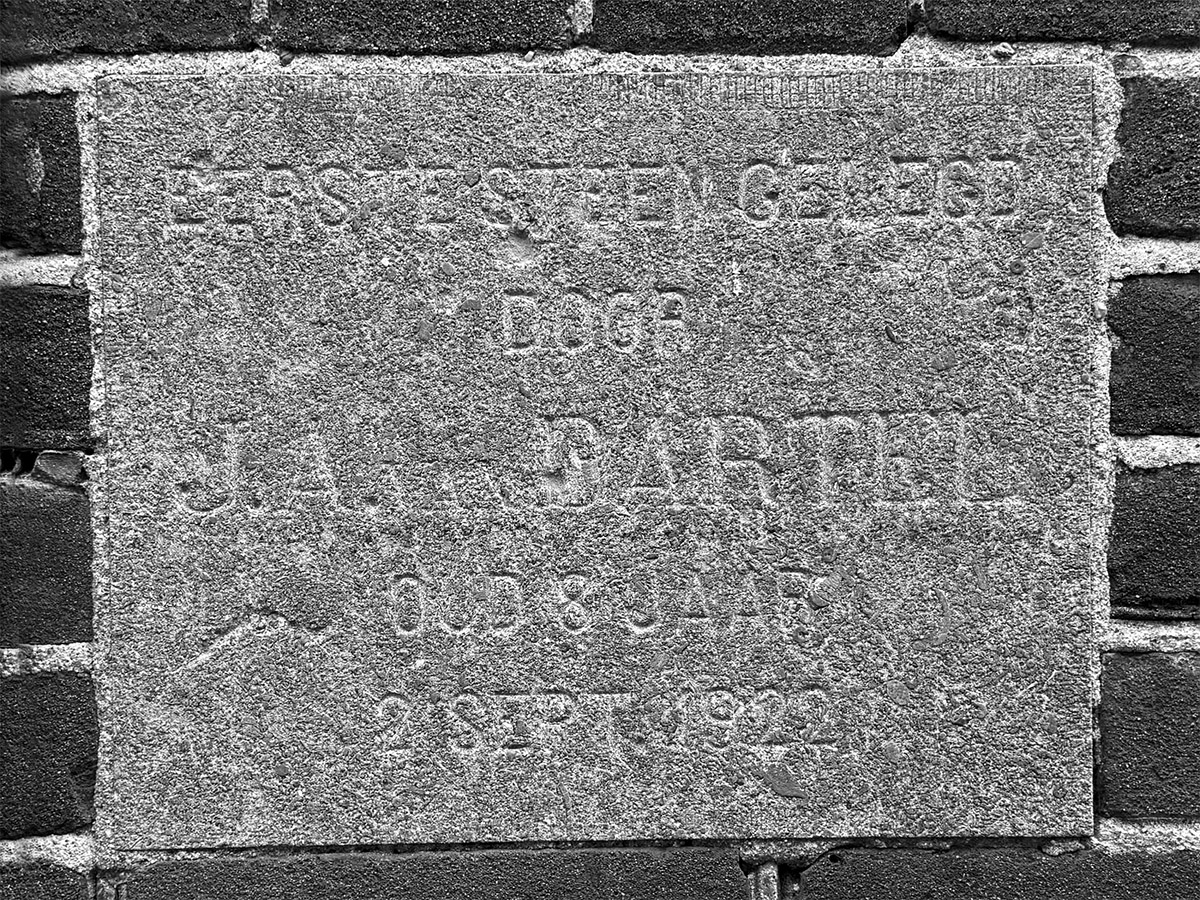 EERSTE STEEN GELEGD
DOOR
J.A. BARTEL
OUD 8 JAAR
2 SEPT. 1922